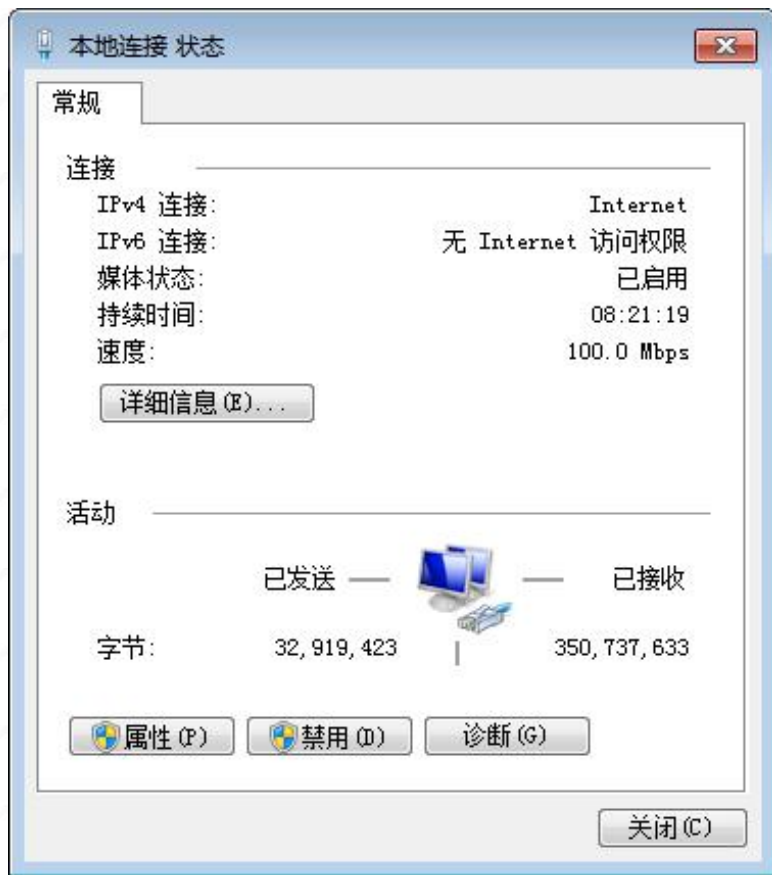 本地连接 状态
常规
连接
IPv4 连接: Internet
IPv6 连接: 无 Internet 访问权限
媒体状态: 已启用
持续时间: 08:21:19
速度: 100.0 Mbps
详细信息(E)...
活动
已发送 已接收
字节: 32,919,423 350,737,633
属性(P) 禁用(D) 诊断(G)
关闭(C)